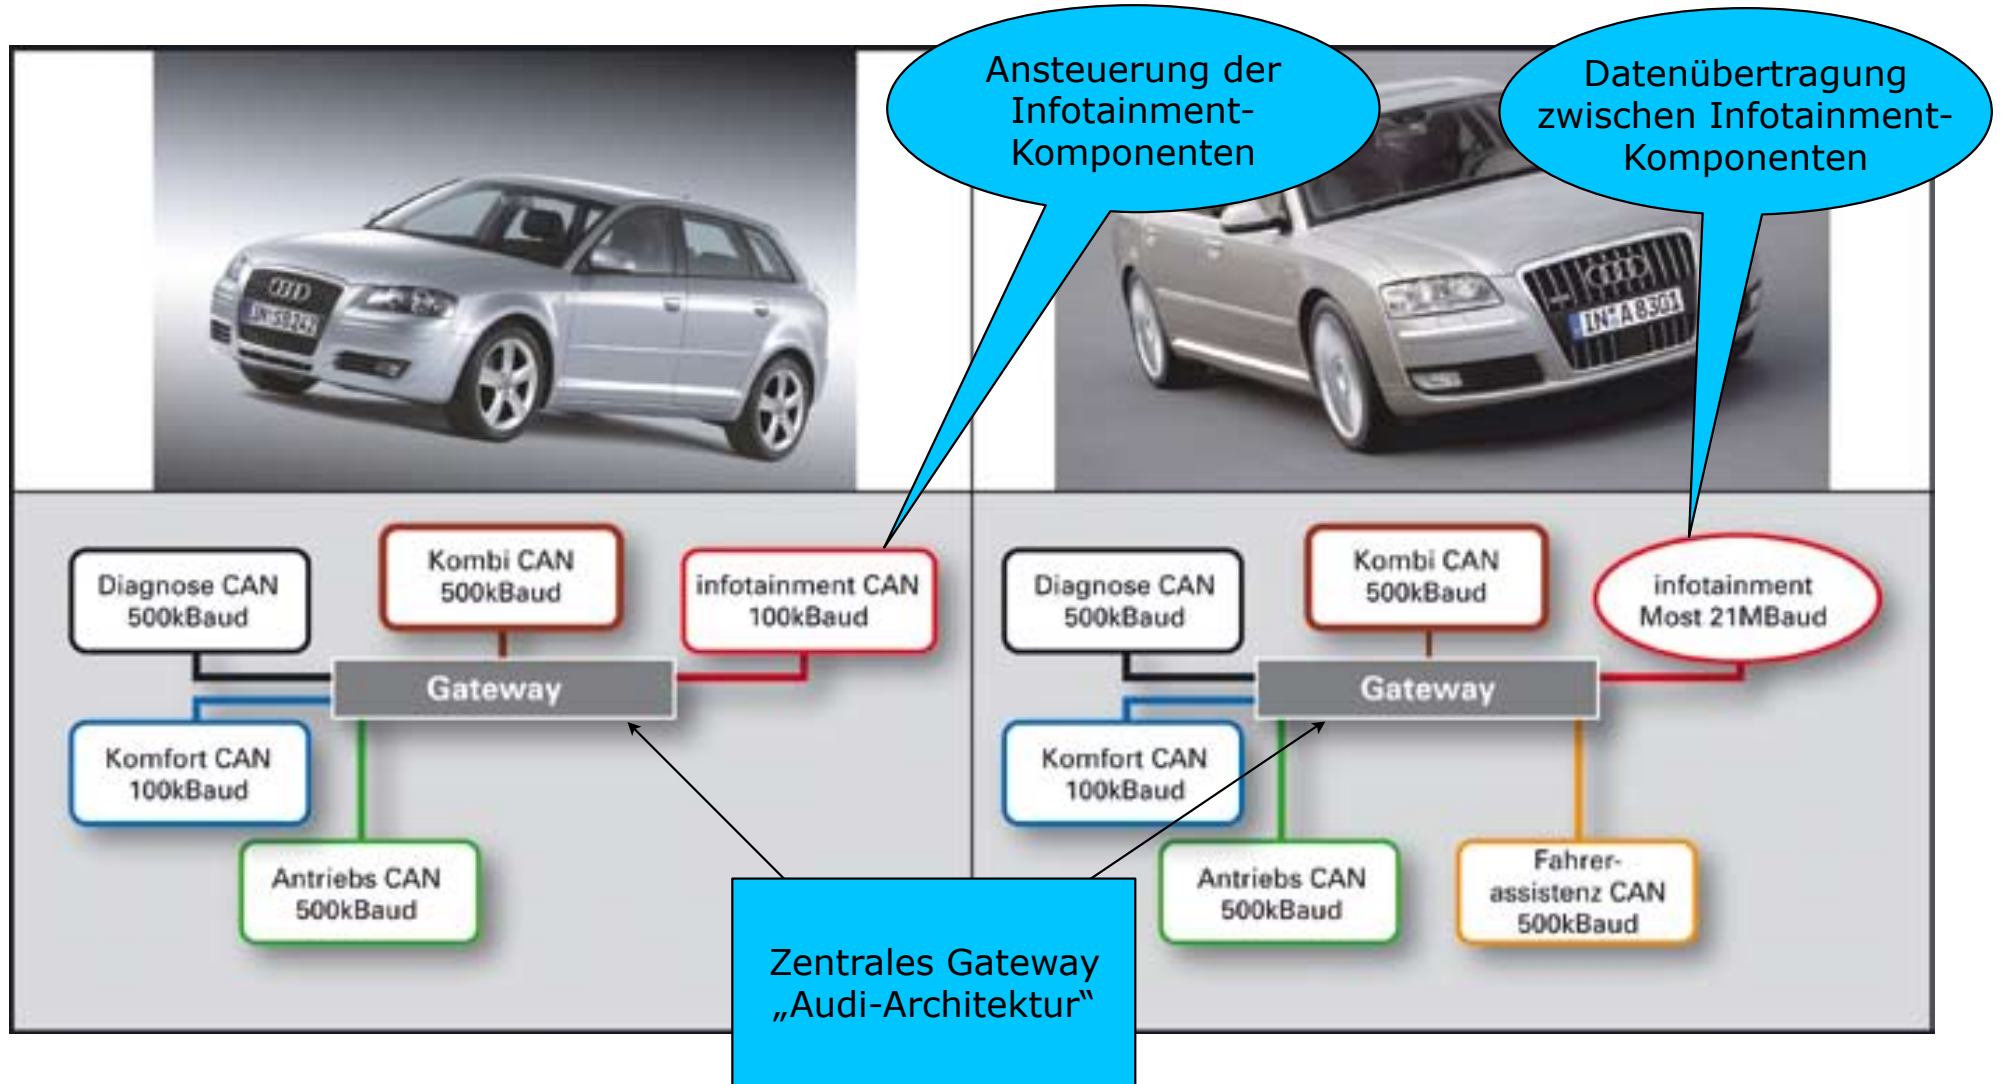 Ansteuerung der
Infotainment-
Komponenten
Datenübertragung
zwischen Infotainment-
Komponenten
IN A 8301
Diagnose CAN
500kBaud
Kombi CAN
500kBaud
infotainment CAN
100kBaud
Gateway
Komfort CAN
100kBaud
Antriebs CAN
500kBaud
Diagnose CAN
500kBaud
Kombi CAN
500kBaud
infotainment
Most 21MBaud
Gateway
Komfort CAN
100kBaud
Antriebs CAN
500kBaud
Fahrer-
assistenz CAN
500kBaud
Zentrales Gateway
„Audi-Architektur“